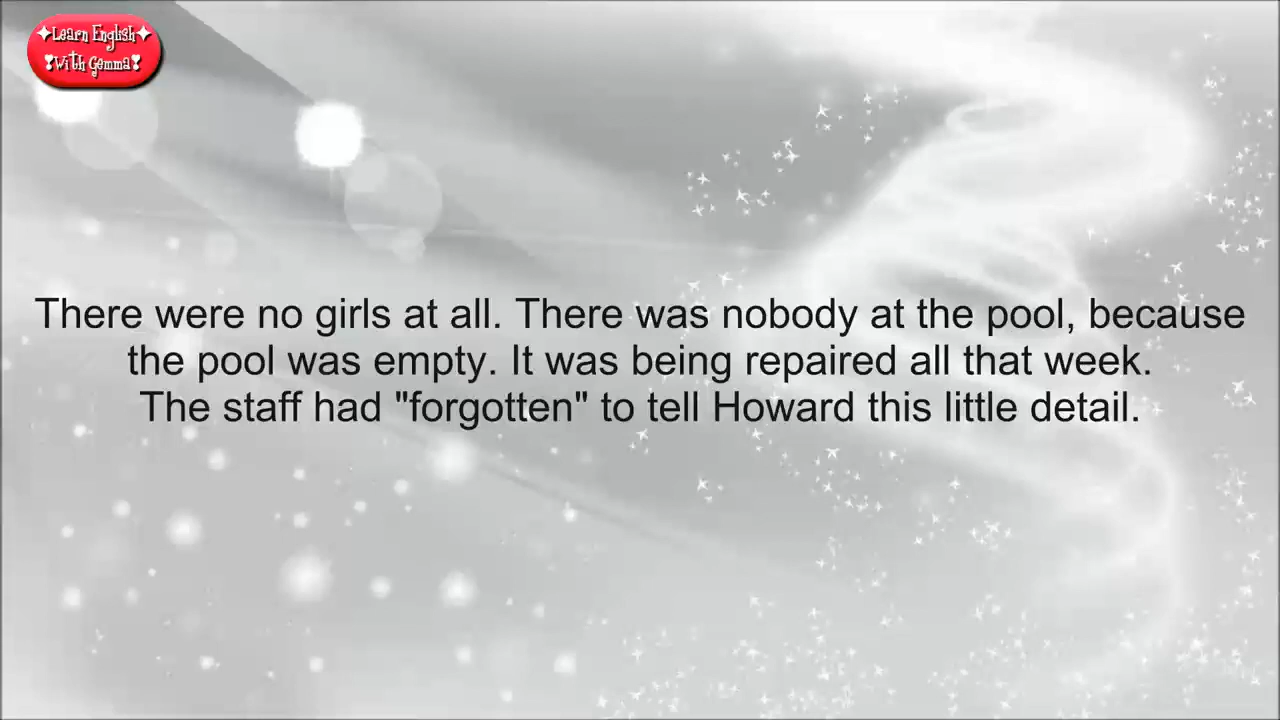 ✦Learn English✦
❣With Gemma❣
There were no girls at all. There was nobody at the pool, because
the pool was empty. It was being repaired all that week.
The staff had "forgotten" to tell Howard this little detail.